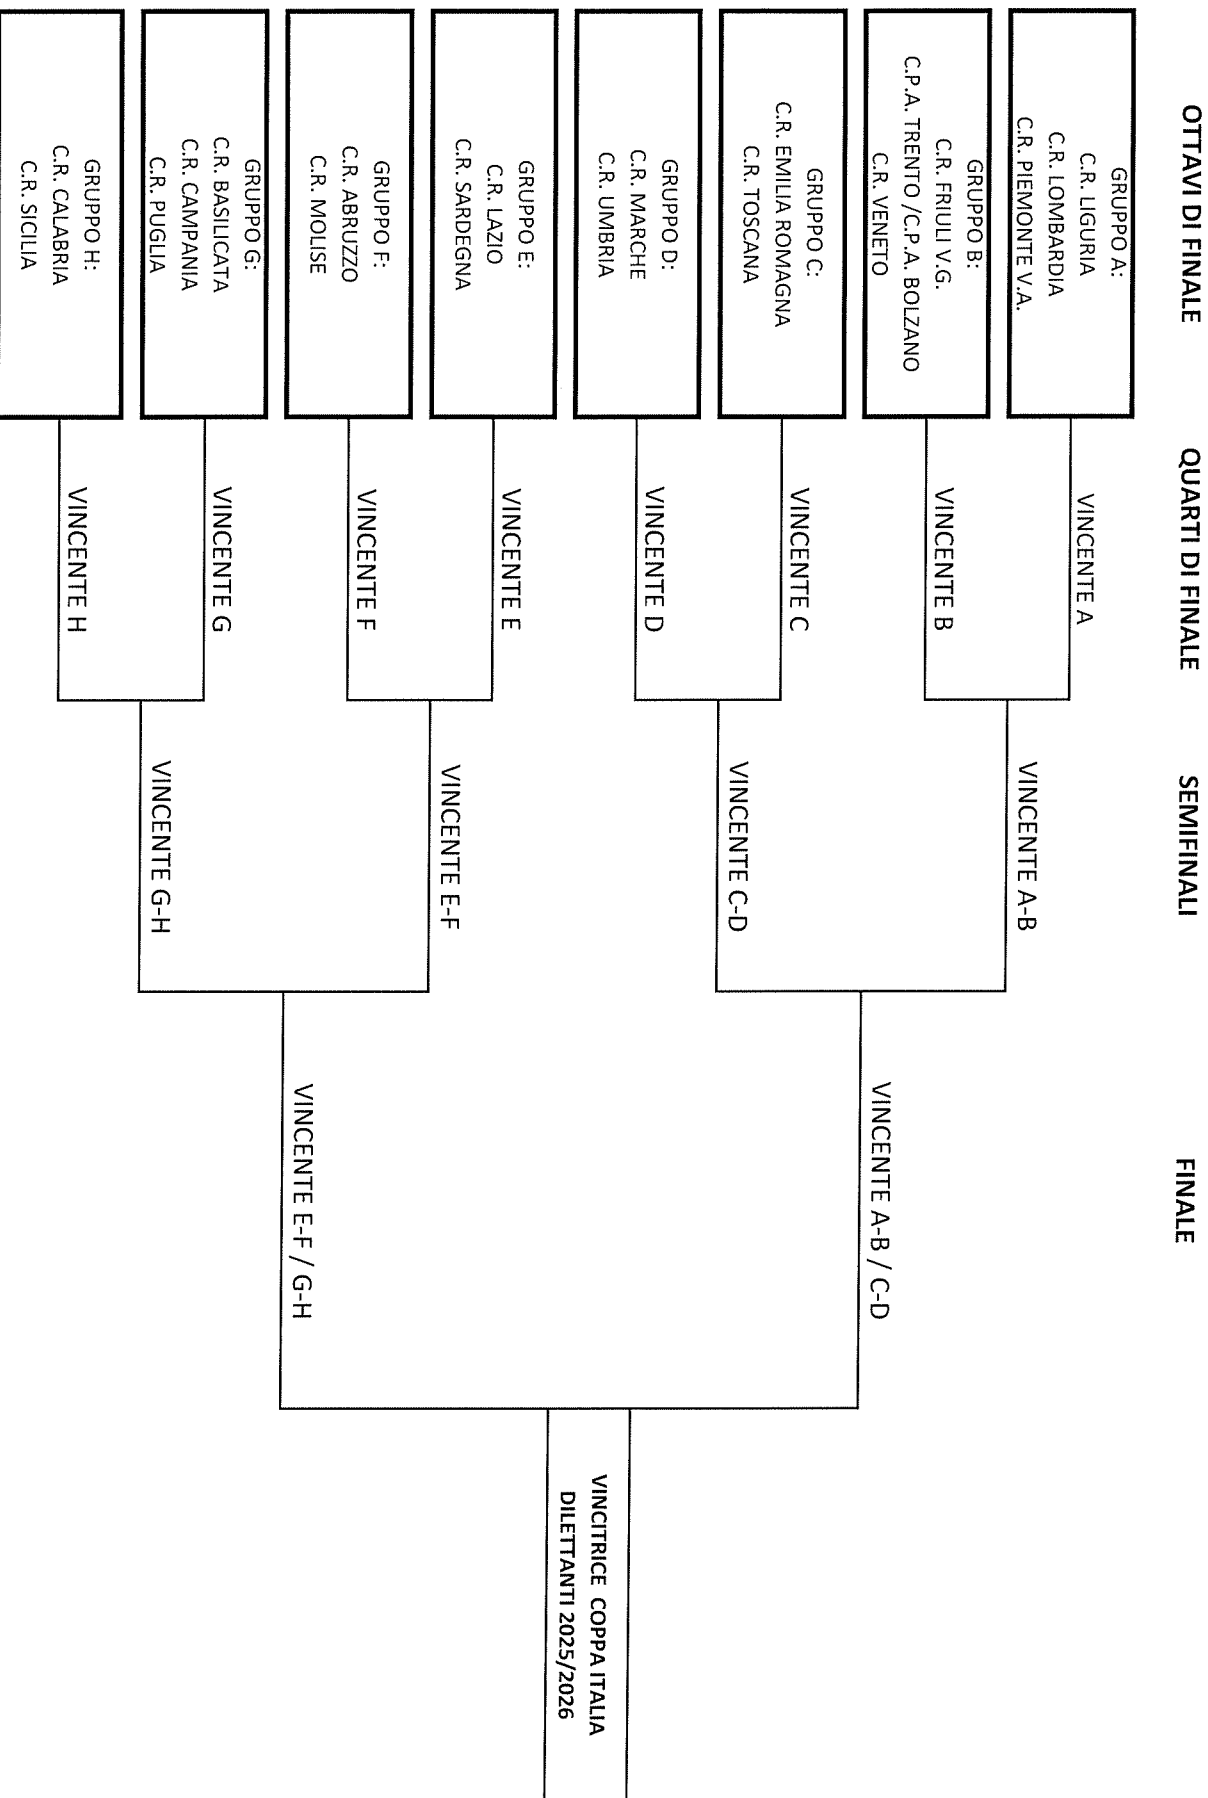 OTTAVI DI FINALE
QUARTI DI FINALE
SEMIFINALI
FINALE
GRUPPO A:
C.R. LIGURIA
C.R. LOMBARDIA
C.R. PIEMONTE V.A.
GRUPPO B:
C.R. FRIULI V.G.
C.P.A. TRENTO /C.P.A. BOLZANO
C.R. VENETO
GRUPPO C:
C.R. EMILIA ROMAGNA
C.R. TOSCANA
GRUPPO D:
C.R. MARCHE
C.R. UMBRIA
GRUPPO E:
C.R. LAZIO
C.R. SARDEGNA
GRUPPO F:
C.R. ABRUZZO
C.R. MOLISE
GRUPPO G:
C.R. BASILICATA
C.R. CAMPANIA
C.R. PUGLIA
GRUPPO H:
C.R. CALABRIA
C.R. SICILIA
VINCENTE A
VINCENTE B
VINCENTE C
VINCENTE D
VINCENTE E
VINCENTE F
VINCENTE G
VINCENTE H
VINCENTE A-B
VINCENTE C-D
VINCENTE E-F
VINCENTE G-H
VINCENTE A-B / C-D
VINCENTE E-F / G-H
VINCITRICE COPPA ITALIA
DILETTANTI 2025/2026